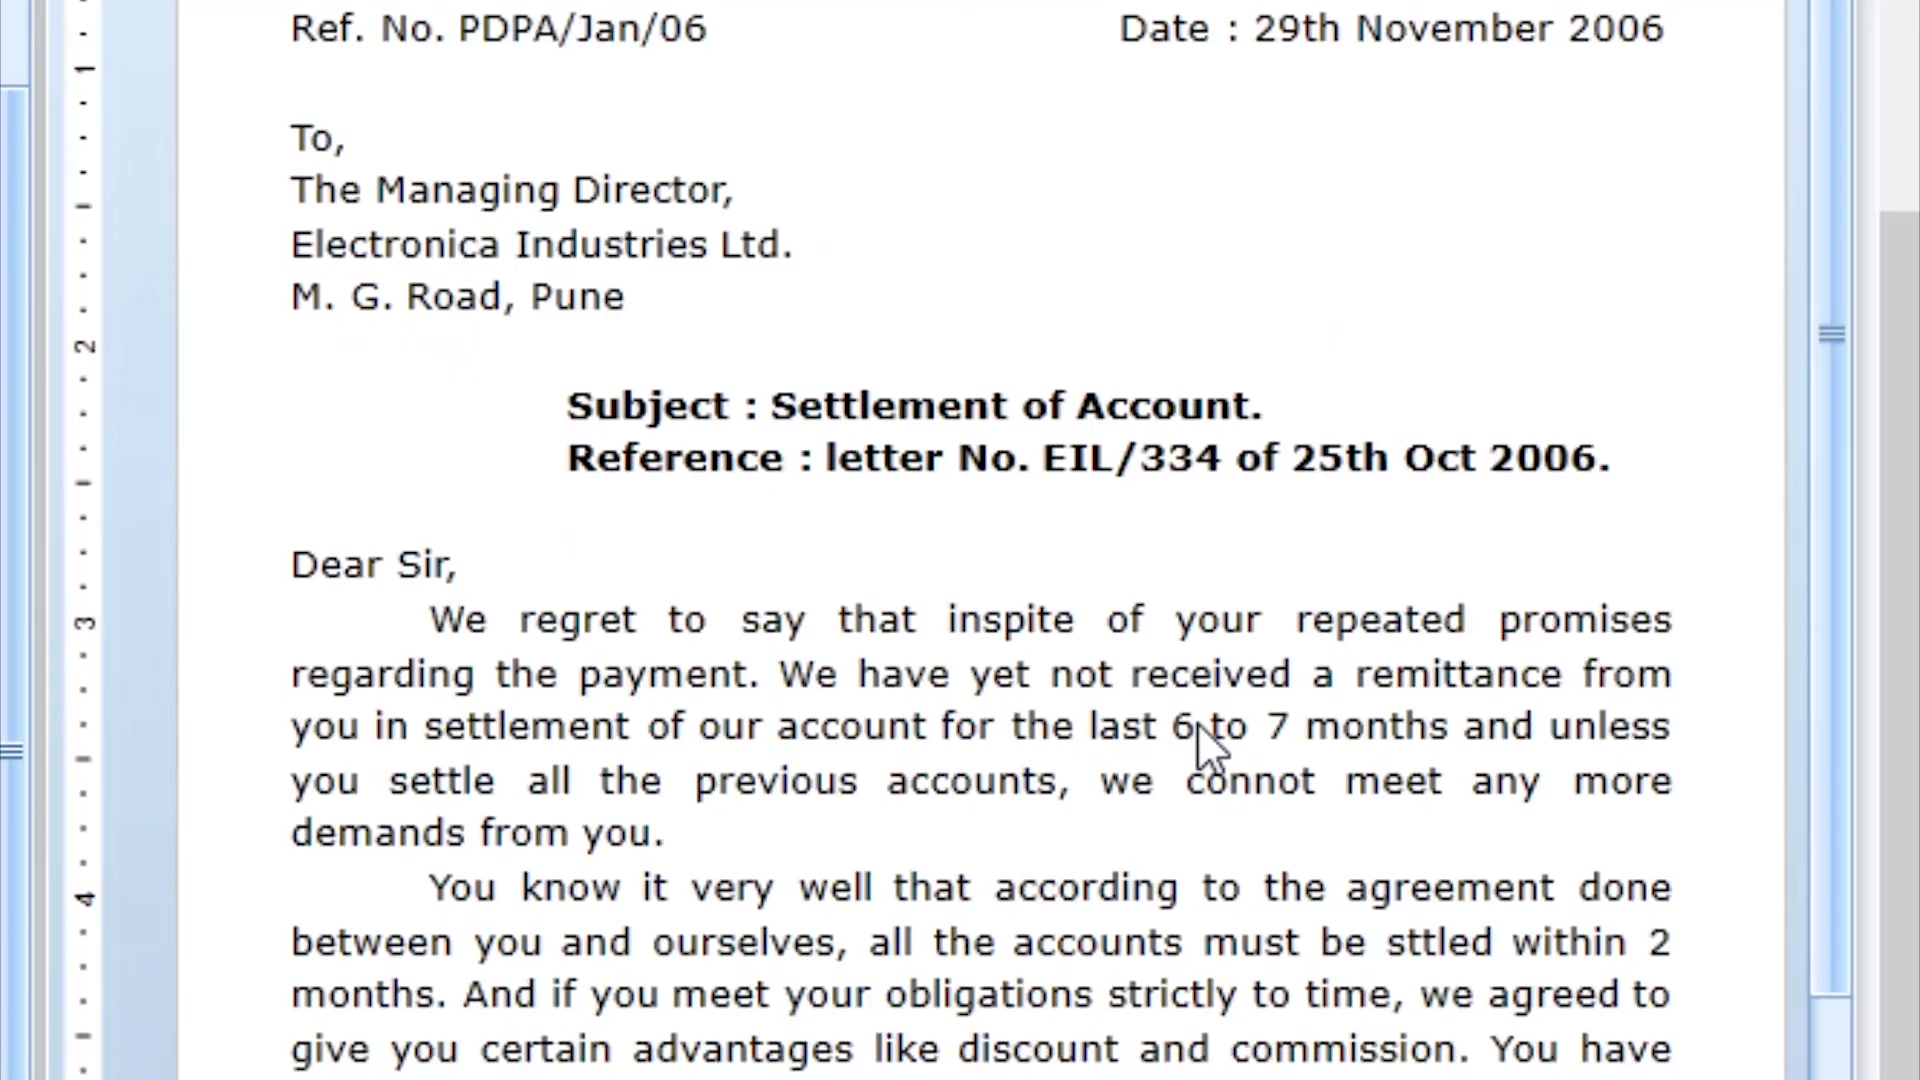 Ref. No. PDPA/Jan/06 Date : 29th November 2006
To,
The Managing Director,
Electronica Industries Ltd.
M. G. Road, Pune
Subject : Settlement of Account.
Reference : letter No. EIL/334 of 25th Oct 2006.
Dear Sir,
We regret to say that inspite of your repeated promises
regarding the payment. We have yet not received a remittance from
you in settlement of our account for the last 6 to 7 months and unless
you settle all the previous accounts, we connot meet any more
demands from you.
You know it very well that according to the agreement done
between you and ourselves, all the accounts must be sttled within 2
months. And if you meet your obligations strictly to time, we agreed to
give you certain advantages like discount and commission. You have
1
2
3
4